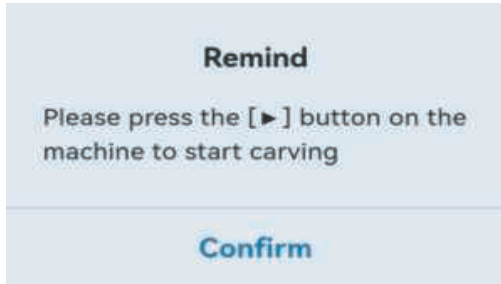 Remind
Please press the [►] button on the
machine to start carving
Confirm